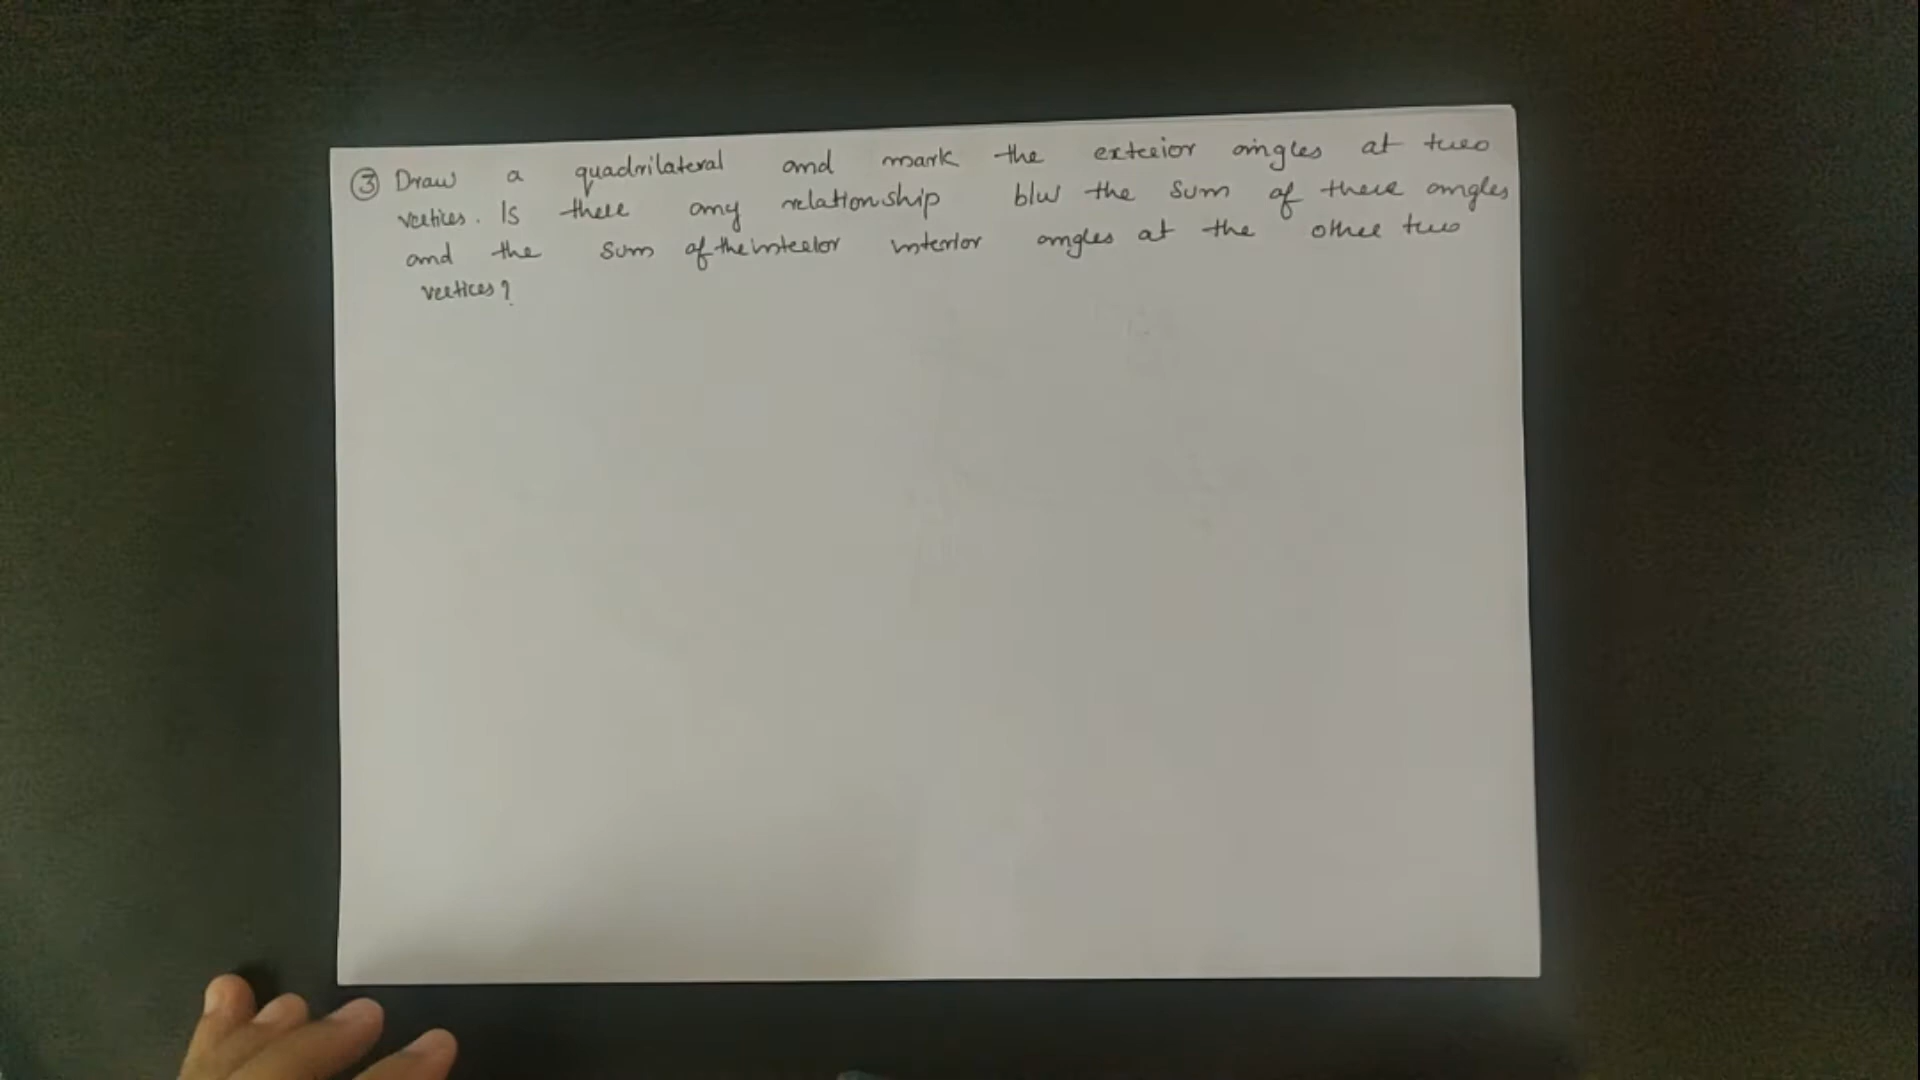 ③ Draw a quadrilateral and mark the exterior angles at two
vertices. Is there any relationship b/w the sum of these angles
and the sum of the interior interior angles at the other two
vertices?